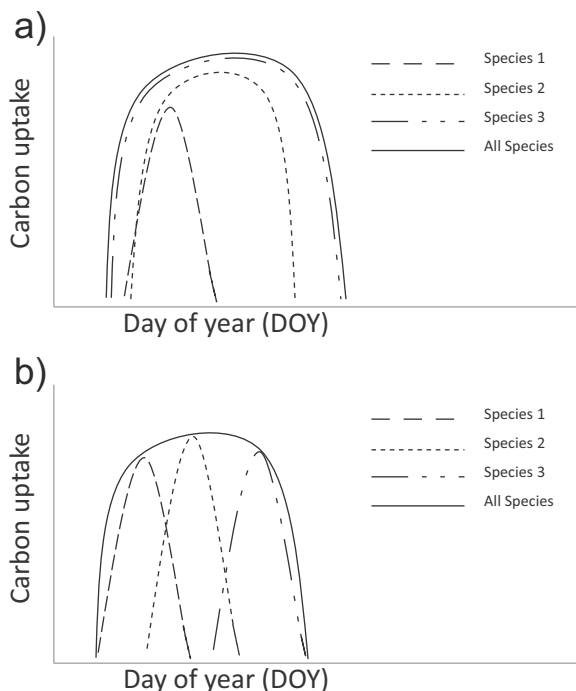 a)
Carbon uptake
Species 1
Species 2
Species 3
All Species
Day of year (DOY)
b)
Carbon uptake
Species 1
Species 2
Species 3
All Species
Day of year (DOY)